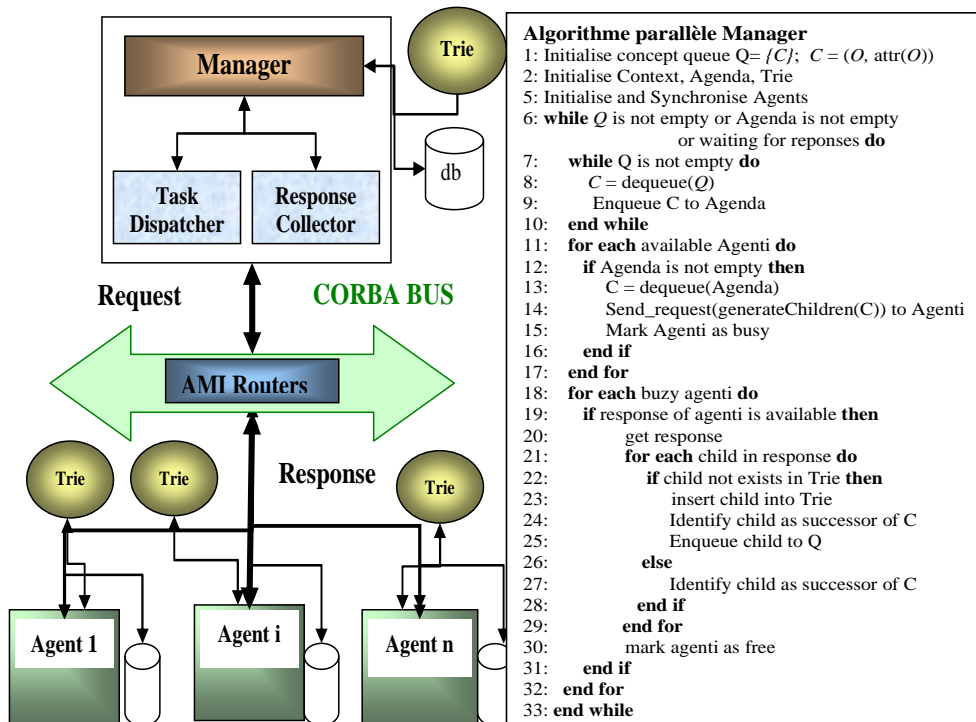 Trie
Manager
db
Task
Dispatcher
Response
Collector
Request
CORBA BUS
AMI Routers
Trie
Trie
Response
Trie
Agent 1
Agent i
Agent n
Algorithme parallèle Manager
1: Initialise concept queue Q= {C}; C = (O, attr(O))
2: Initialise Context, Agenda, Trie
5: Initialise and Synchronise Agents
6: while Q is not empty or Agenda is not empty
or waiting for reponses do
7: while Q is not empty do
8: C = dequeue(Q)
9: Enqueue C to Agenda
10: end while
11: for each available Agenti do
12: if Agenda is not empty then
13: C = dequeue(Agenda)
14: Send_request(generateChildren(C)) to Agenti
15: Mark Agenti as busy
16: end if
17: end for
18: for each buzy agenti do
19: if response of agenti is available then
20: get response
21: for each child in response do
22: if child not exists in Trie then
23: insert child into Trie
24: Identify child as successor of C
25: Enqueue child to Q
26: else
27: Identify child as successor of C
28: end if
29: end for
30: mark agenti as free
31: end if
32: end for
33: end while